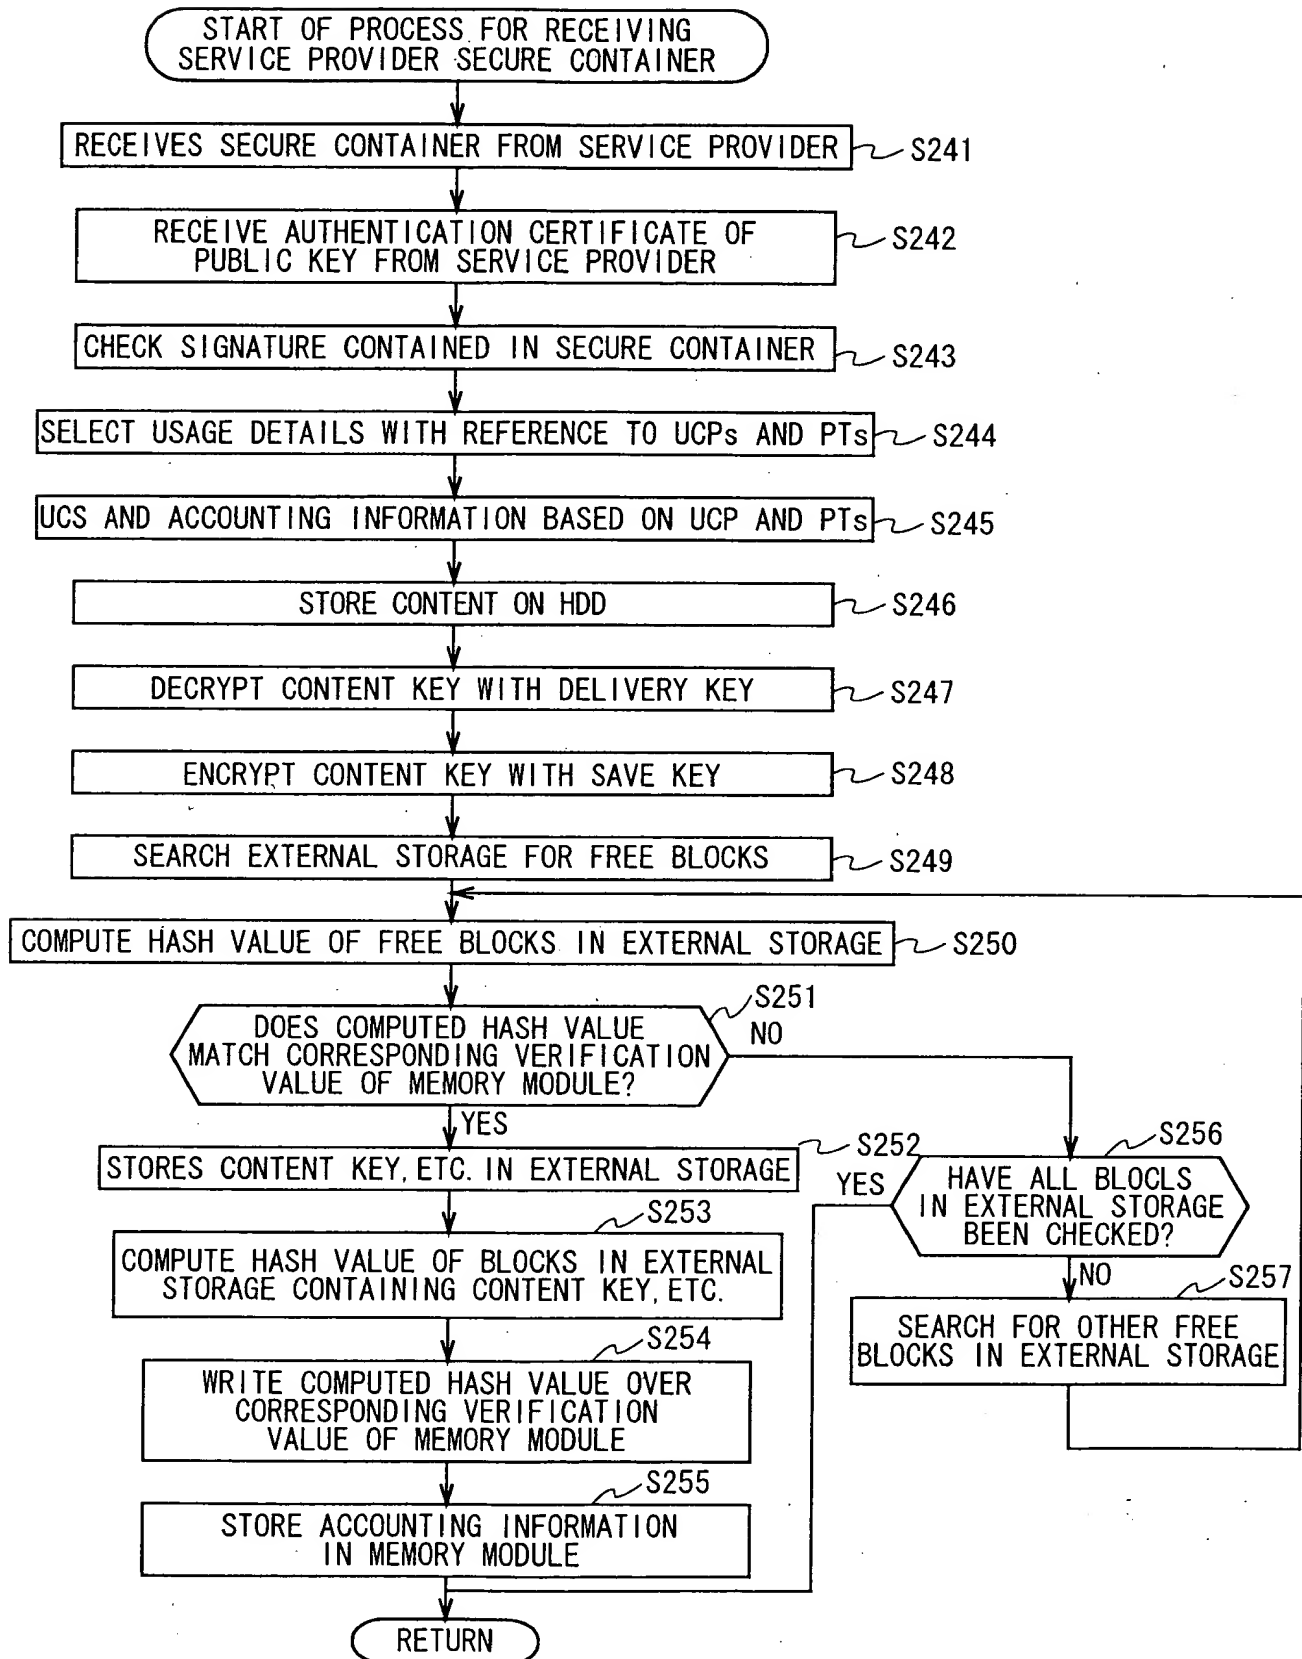 START OF PROCESS FOR RECEIVING
SERVICE PROVIDER SECURE CONTAINER
RECEIVES SECURE CONTAINER FROM SERVICE PROVIDER
S241
RECEIVE AUTHENTICATION CERTIFICATE OF
PUBLIC KEY FROM SERVICE PROVIDER
S242
CHECK SIGNATURE CONTAINED IN SECURE CONTAINER
S243
SELECT USAGE DETAILS WITH REFERENCE TO UCPs AND PTs
S244
UCS AND ACCOUNTING INFORMATION BASED ON UCP AND PTs
S245
STORE CONTENT ON HDD
S246
DECRYPT CONTENT KEY WITH DELIVERY KEY
S247
ENCRYPT CONTENT KEY WITH SAVE KEY
S248
SEARCH EXTERNAL STORAGE FOR FREE BLOCKS
S249
COMPUTE HASH VALUE OF FREE BLOCKS IN EXTERNAL STORAGE
S250
S251
DOES COMPUTED HASH VALUE
MATCH CORRESPONDING VERIFICATION
VALUE OF MEMORY MODULE?
NO
YES
S252
STORES CONTENT KEY, ETC. IN EXTERNAL STORAGE
S256
YES
HAVE ALL BLOCLS
IN EXTERNAL STORAGE
BEEN CHECKED?
S253
COMPUTE HASH VALUE OF BLOCKS IN EXTERNAL
STORAGE CONTAINING CONTENT KEY, ETC.
NO
S257
SEARCH FOR OTHER FREE
BLOCKS IN EXTERNAL STORAGE
S254
WRITE COMPUTED HASH VALUE OVER
CORRESPONDING VERIFICATION
VALUE OF MEMORY MODULE
S255
STORE ACCOUNTING INFORMATION
IN MEMORY MODULE
RETURN